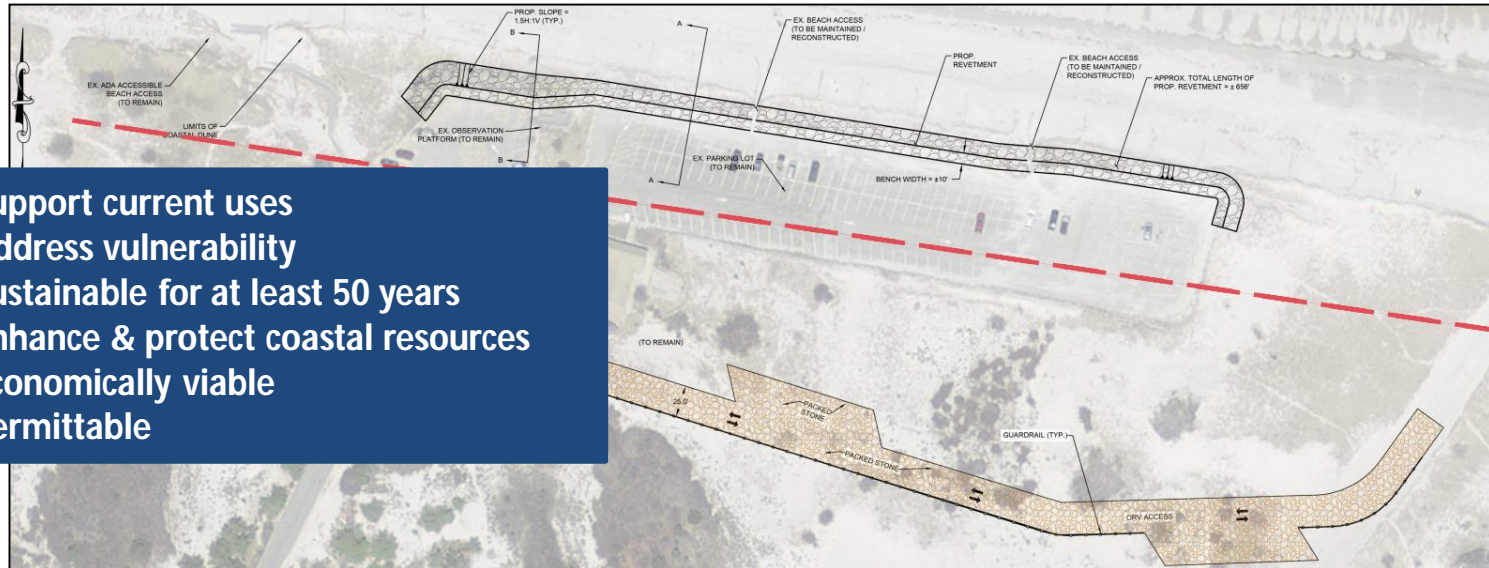 PROP. SLOPE =
1.5H:1V (TYP.)
B
B
A
A
EX. BEACH ACCESS
(TO BE MAINTAINED /
RECONSTRUCTED)
PROP.
REVETMENT
EX. BEACH ACCESS
(TO BE MAINTAINED /
RECONSTRUCTED)
APPROX. TOTAL LENGTH OF
PROP. REVETMENT = ± 656'
EX. ADA ACCESSIBLE
BEACH ACCESS
(TO REMAIN)
LIMITS OF
COASTAL DUNE
EX. OBSERVATION
PLATFORM (TO REMAIN)
EX. PARKING LOT
(TO REMAIN)
BENCH WIDTH = ±10'
upport current uses
ddress vulnerability
ustainable for at least 50 years
nhance & protect coastal resources
conomically viable
ermittable
(TO REMAIN)
25.0'
PACKED
STONE
PACKED STONE
GUARDRAIL (TYP.)
ORV ACCESS